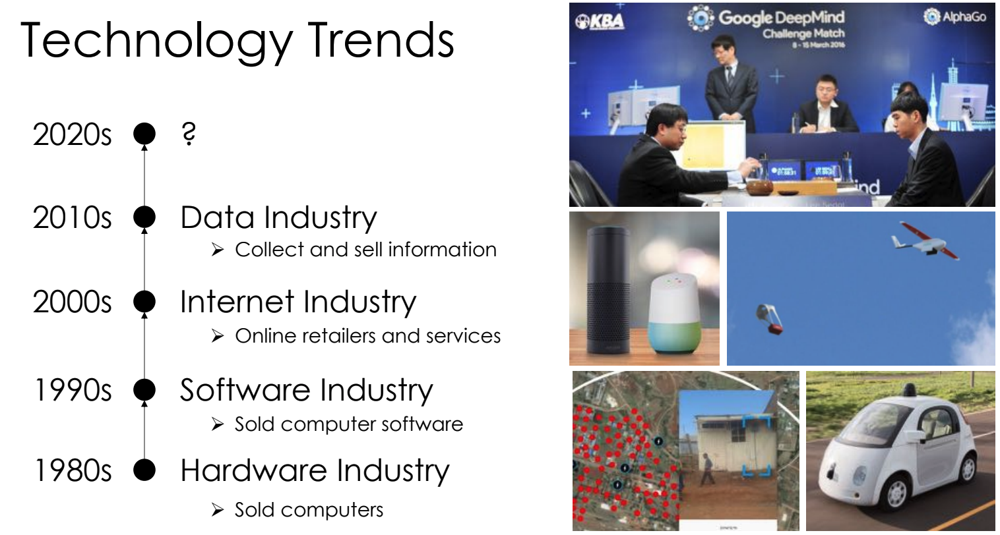 Technology Trends
2020s ?
2010s Data Industry
➢ Collect and sell information
2000s Internet Industry
➢ Online retailers and services
1990s Software Industry
➢ Sold computer software
1980s Hardware Industry
➢ Sold computers
KBA
Google DeepMind
Challenge Match
8 - 15 March 2016
AlphaGo